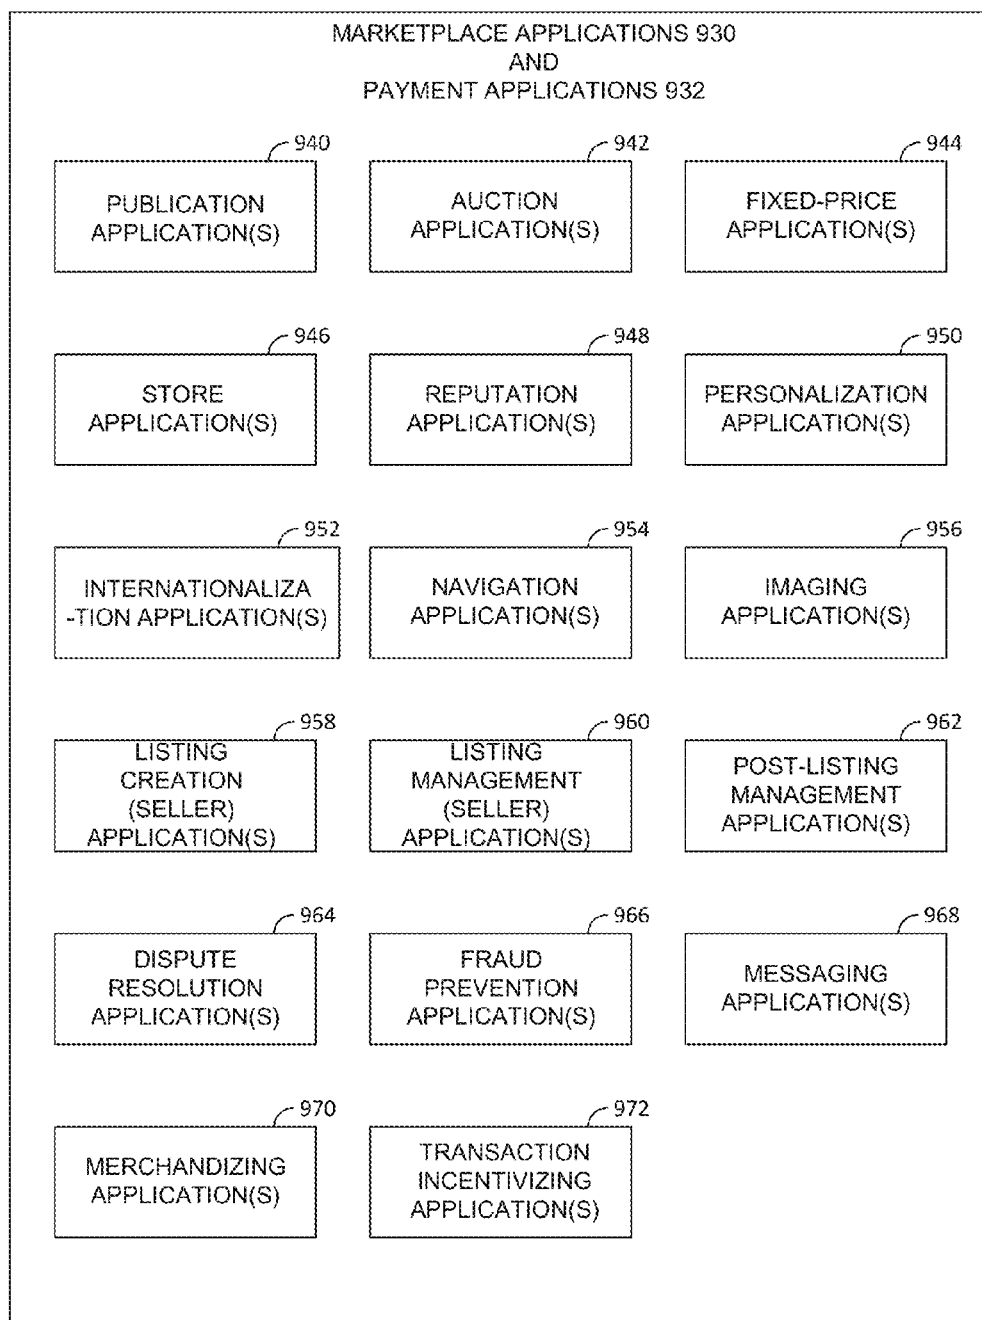 MARKETPLACE APPLICATIONS 930
AND
PAYMENT APPLICATIONS 932
940
PUBLICATION
APPLICATION(S)
942
AUCTION
APPLICATION(S)
944
FIXED-PRICE
APPLICATION(S)
946
STORE
APPLICATION(S)
948
REPUTATION
APPLICATION(S)
950
PERSONALIZATION
APPLICATION(S)
952
INTERNATIONALIZA
-TION APPLICATION(S)
954
NAVIGATION
APPLICATION(S)
956
IMAGING
APPLICATION(S)
958
LISTING
CREATION
(SELLER)
APPLICATION(S)
960
LISTING
MANAGEMENT
(SELLER)
APPLICATION(S)
962
POST-LISTING
MANAGEMENT
APPLICATION(S)
964
DISPUTE
RESOLUTION
APPLICATION(S)
966
FRAUD
PREVENTION
APPLICATION(S)
968
MESSAGING
APPLICATION(S)
970
MERCHANDIZING
APPLICATION(S)
972
TRANSACTION
INCENTIVIZING
APPLICATION(S)